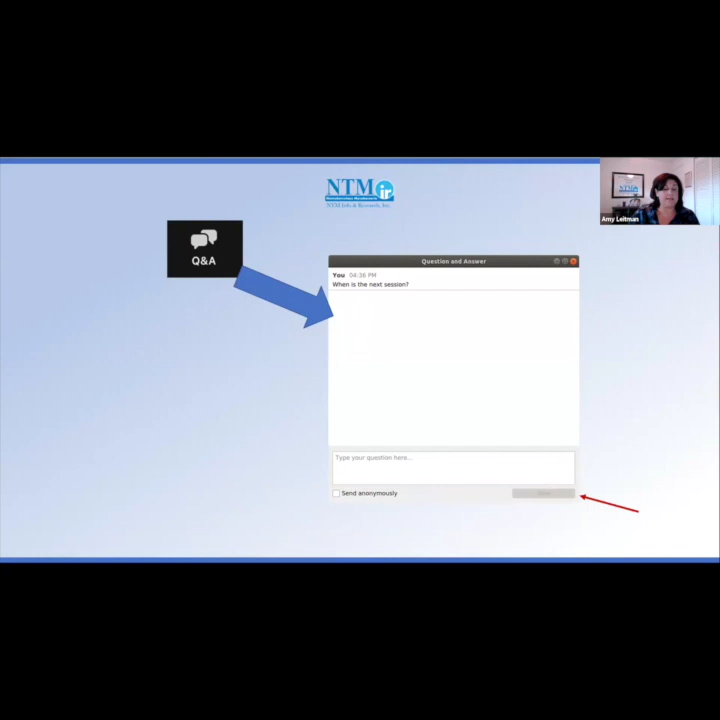 NTM ir
NTM Info & Research, Inc.
Amy Leitman
Q&A
Question and Answer
You 04:36 PM
When is the next session?
Type your question here...
Send anonymously